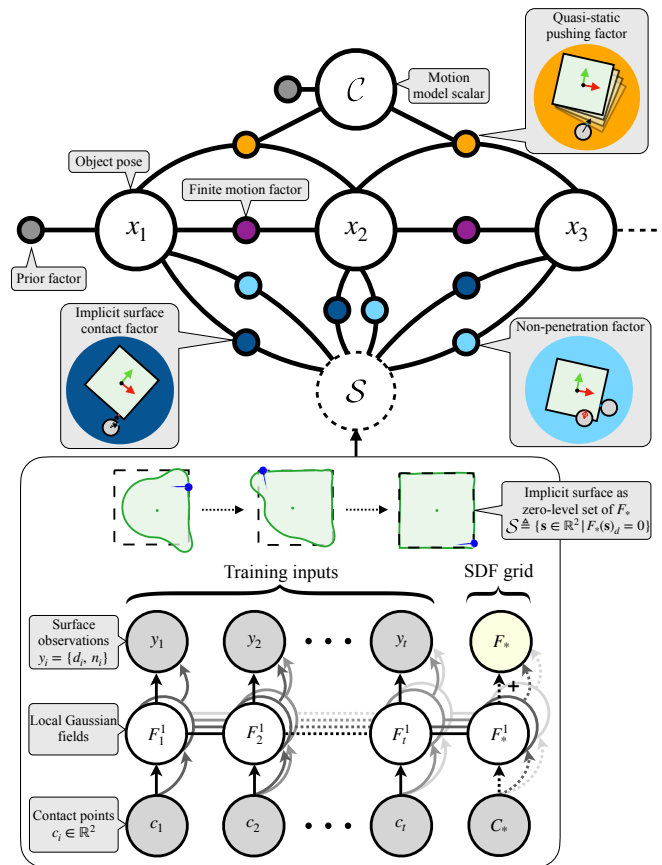 Quasi-static pushing factor
Motion model scalar
𝒞
Object pose
Finite motion factor
x₁
x₂
x₃
Prior factor
Implicit surface contact factor
Non-penetration factor
𝒮
Implicit surface as zero-level set of F*
𝒮 ≜ {s ∈ ℝ² | F*(s)d = 0}
Training inputs
SDF grid
Surface observations
yᵢ = {dᵢ, nᵢ}
y₁
y₂
• • •
yₜ
F*
+
Local Gaussian fields
F₁¹
F₂¹
Fₜ¹
F*¹
Contact points
cᵢ ∈ ℝ²
c₁
c₂
• • •
cₜ
C*